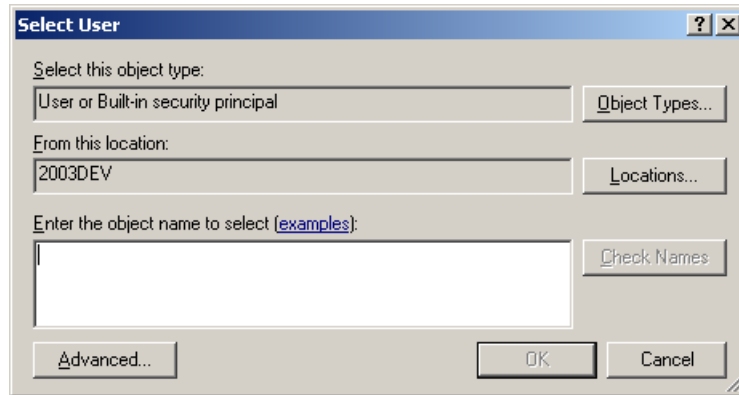 Select User
Select this object type:
User or Built-in security principal
Object Types...
From this location:
2003DEV
Locations...
Enter the object name to select (examples):
Check Names
Advanced...
OK
Cancel